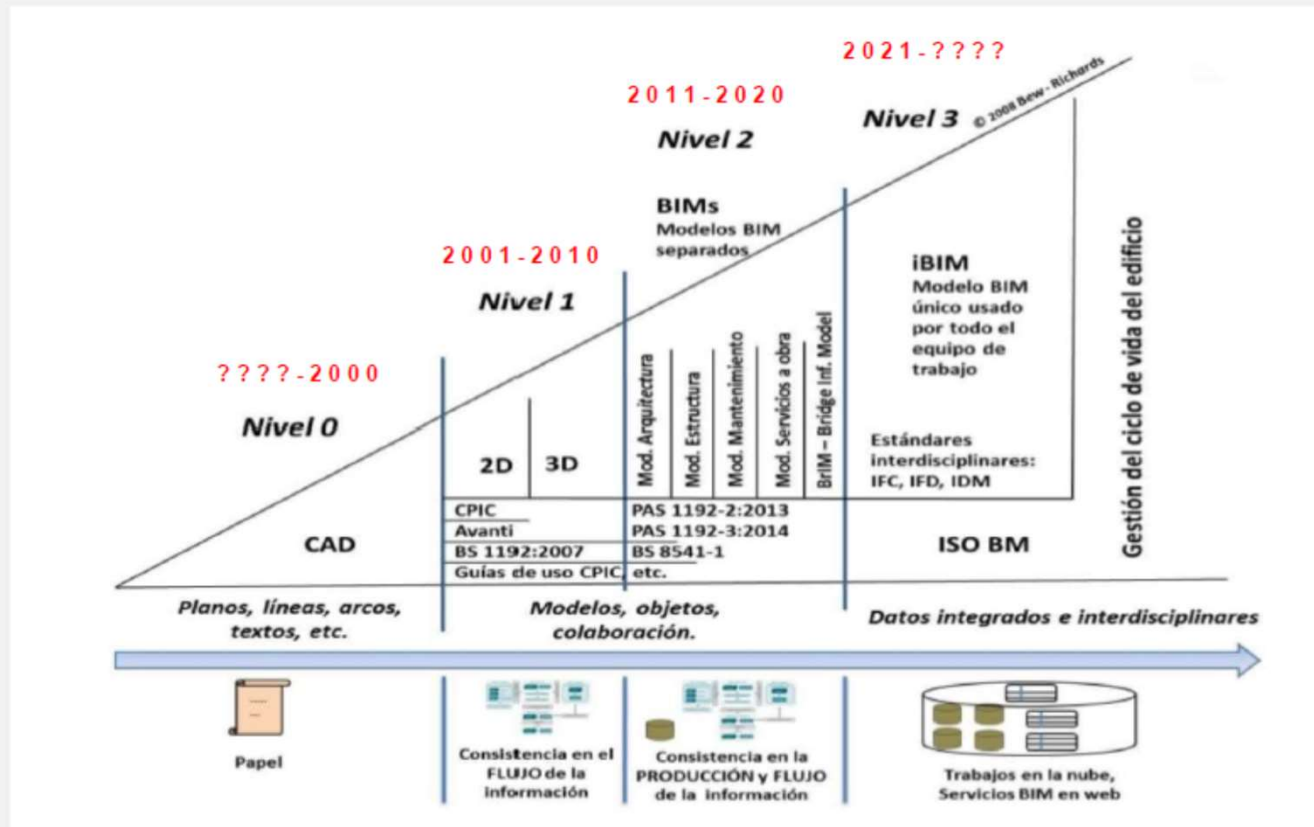 2021-????
© 2008 Bew - Richards
Nivel 3
2011-2020
Nivel 2
BIMs
Modelos BIM
separados
2001-2010
Nivel 1
????-2000
Nivel 0
iBIM
Modelo BIM
único usado
por todo el
equipo de
trabajo
Estándares
interdisciplinares:
IFC, IFD, IDM
2D
3D
Mod. Arquitectura
Mod. Estructura
Mod. Mantenimiento
Mod. Servicios a obra
BrIM – Bridge Inf. Model
Gestión del ciclo de vida del edificio
CAD
CPIC
Avanti
BS 1192:2007
Guías de uso CPIC, etc.
PAS 1192-2:2013
PAS 1192-3:2014
BS 8541-1
ISO BM
Planos, líneas, arcos,
textos, etc.
Modelos, objetos,
colaboración.
Datos integrados e interdisciplinares
Papel
Consistencia en el
FLUJO de la
información
Consistencia en la
PRODUCCIÓN y FLUJO
de la información
Trabajos en la nube,
Servicios BIM en web